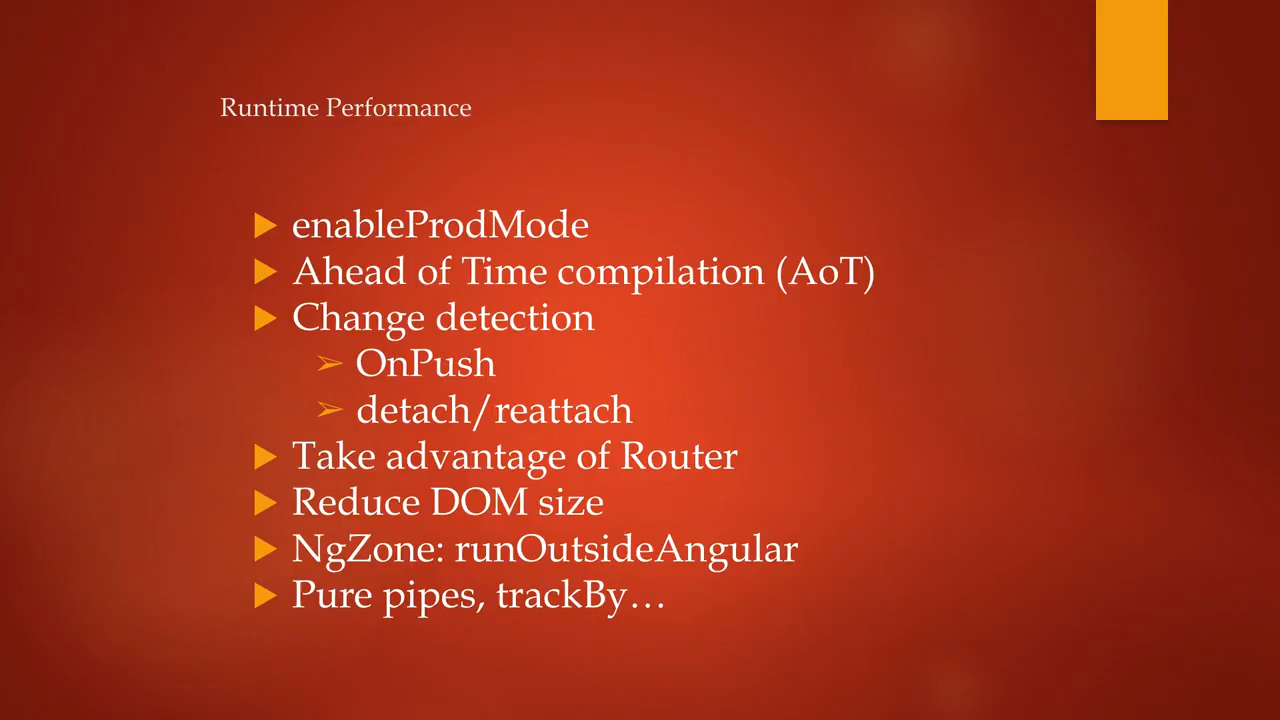 Runtime Performance
enableProdMode
Ahead of Time compilation (AoT)
Change detection
OnPush
detach/reattach
Take advantage of Router
Reduce DOM size
NgZone: runOutsideAngular
Pure pipes, trackBy…